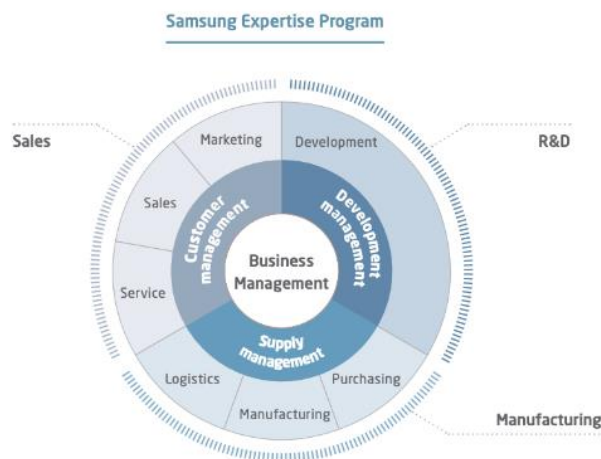 Samsung Expertise Program
Sales
R&D
Marketing
Development
Sales
Service
Customer
management
Development
management
Business
Management
Supply
management
Logistics
Manufacturing
Purchasing
Manufacturing